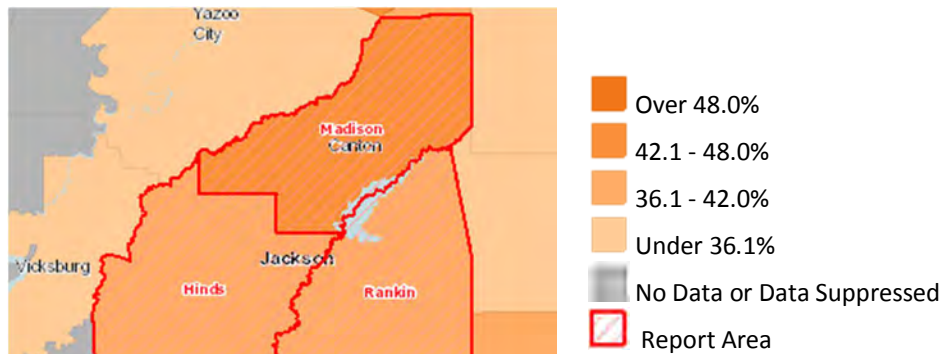 Yazoo
City
Madison
Canton
Jackson
Vicksburg
Hinds
Rankin
Over 48.0%
42.1 - 48.0%
36.1 - 42.0%
Under 36.1%
No Data or Data Suppressed
Report Area